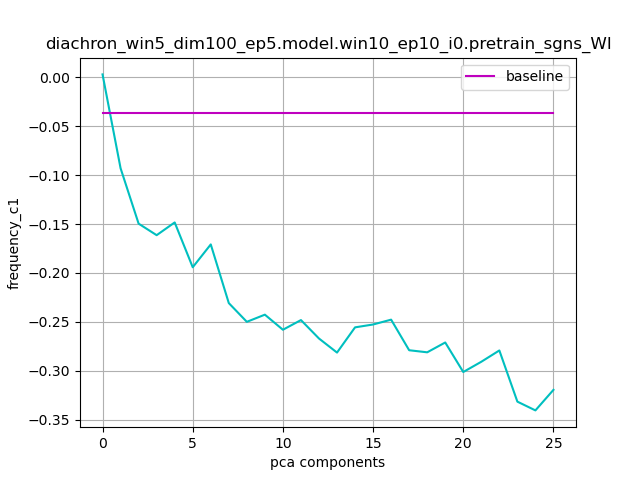 diachron_win5_dim100_ep5.model.win10_ep10_i0.pretrain_sgns_WI
baseline
0.00
−0.05
−0.10
−0.15
−0.20
−0.25
−0.30
−0.35
frequency_c1
0 5 10 15 20 25
pca components